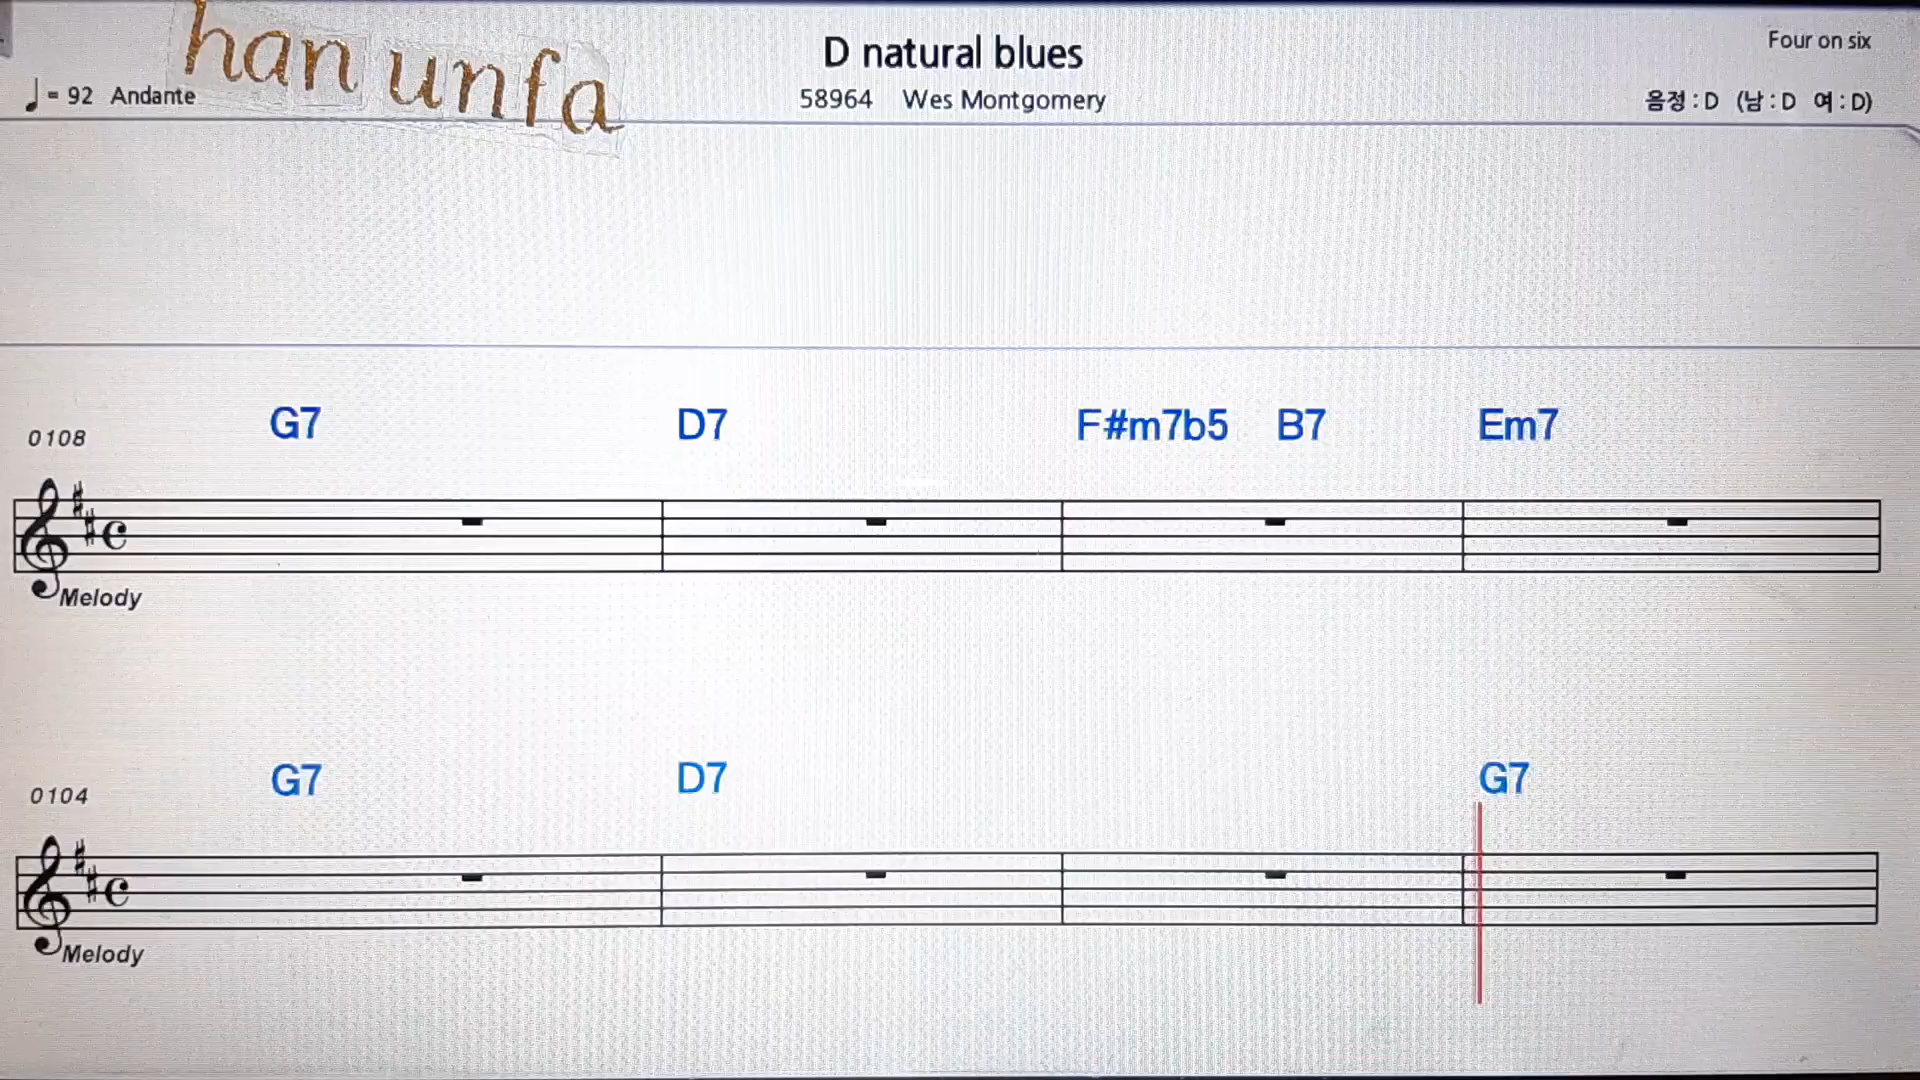 han unfa
D natural blues
Four on six
♩= 92 Andante
58964 Wes Montgomery
음정 : D (남 : D 여 : D)
G7 D7 F#m7b5 B7 Em7
0108
Melody
G7 D7 G7
0104
Melody